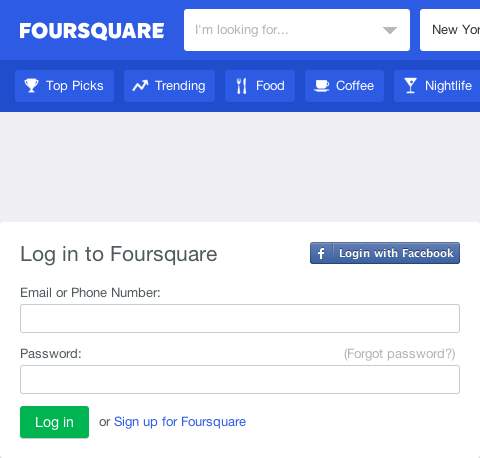 FOURSQUARE
I'm looking for...
New Yor
Top Picks
Trending
Food
Coffee
Nightlife
Log in to Foursquare
f Login with Facebook
Email or Phone Number:
Password:
(Forgot password?)
Log in
or Sign up for Foursquare